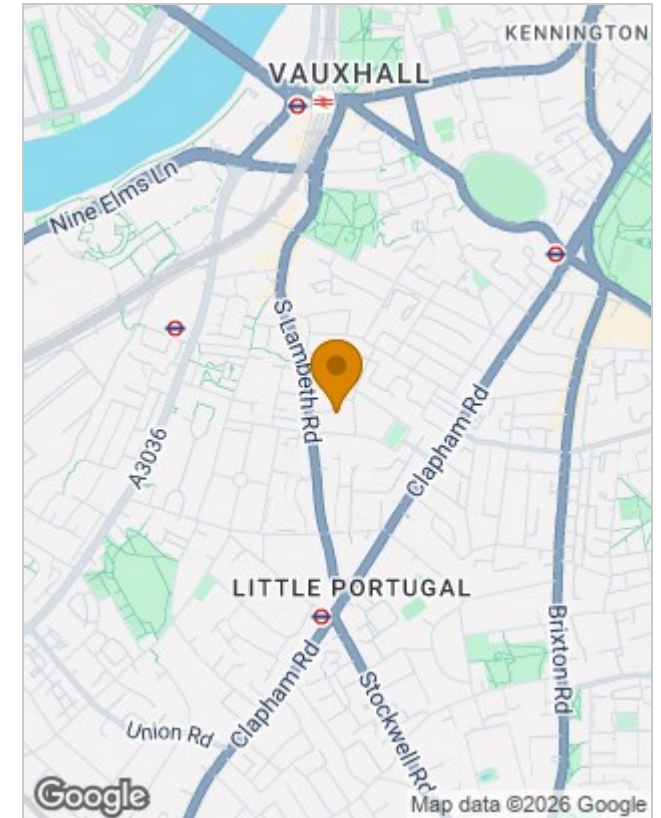 KENNINGTON
VAUXHALL
Nine Elms Ln
S Lambeth Rd
A3036
Clapham Rd
LITTLE PORTUGAL
Brixton Rd
Union Rd
Clapham Rd
Stockwell Rd
Google
Map data ©2026 Google